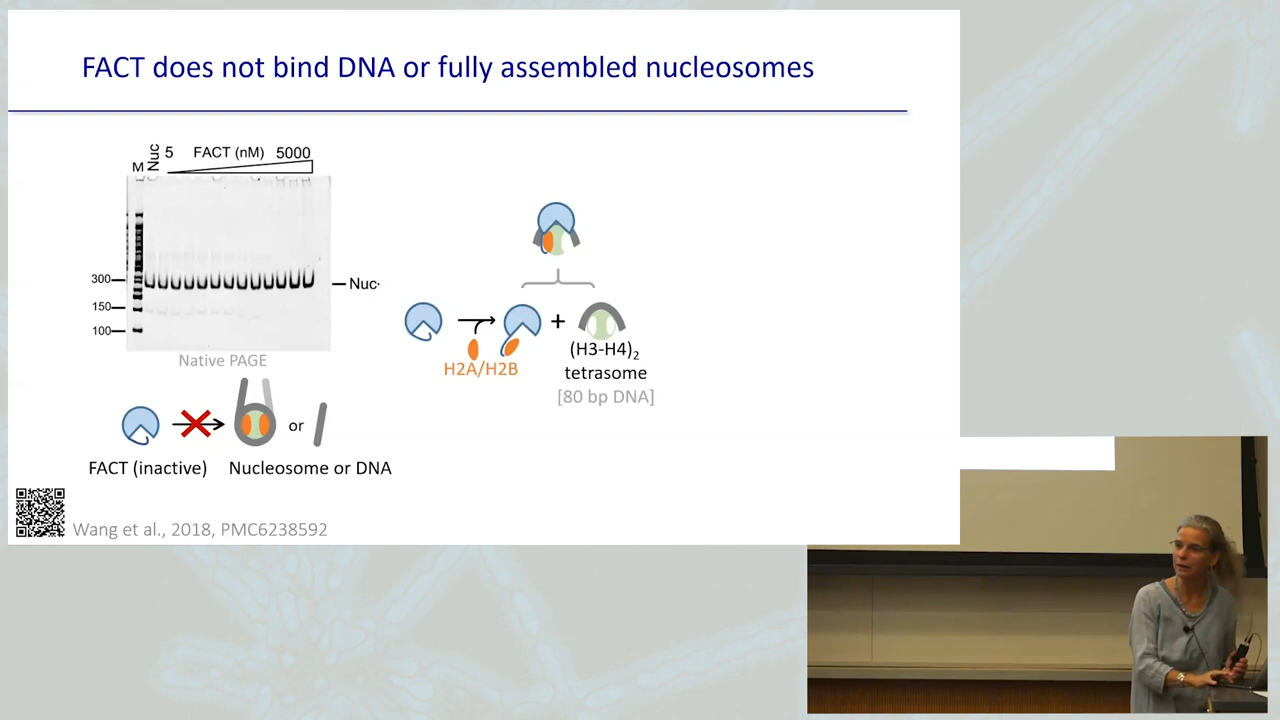 FACT does not bind DNA or fully assembled nucleosomes
M Nuc 5 FACT (nM) 5000
300
150
100
Nuc
Native PAGE
H2A/H2B
+
(H3-H4)2
tetrasome
[80 bp DNA]
or
FACT (inactive) Nucleosome or DNA
Wang et al., 2018, PMC6238592